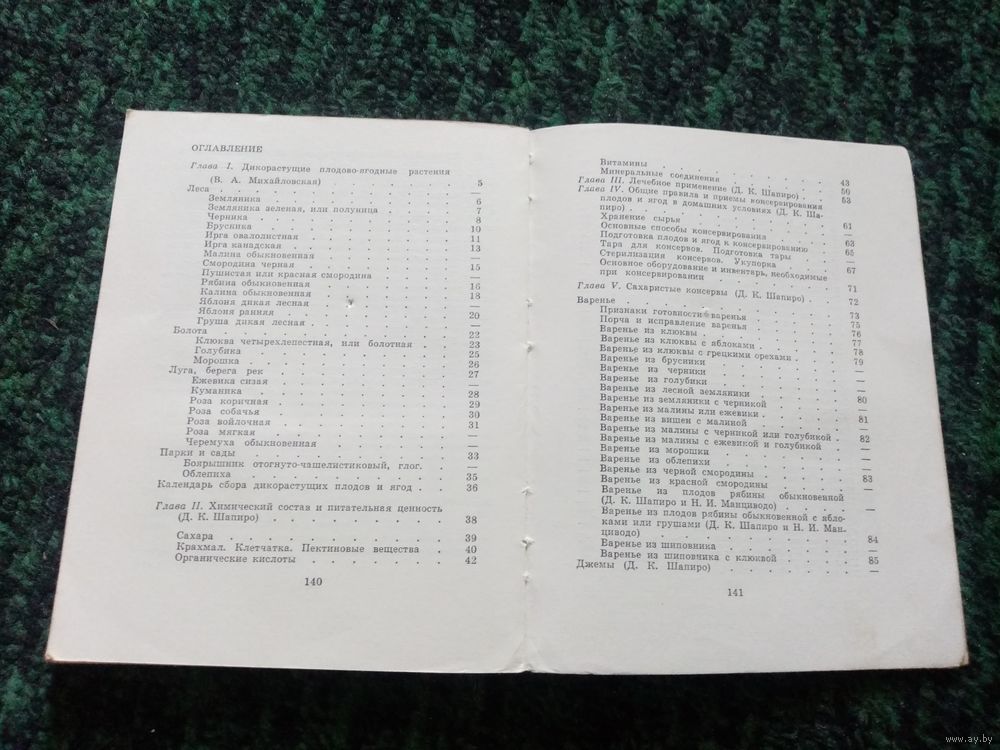 ОГЛАВЛЕНИЕ
Глава I. Дикорастущие плодово-ягодные растения
(В. А. Михайловская) . . . . . . . . 5
Леса . . . . . . . . . . . . —
Земляника . . . . . . . . . . 6
Земляника зеленая, или полуница . . . . . 7
Черника . . . . . . . . . . . 8
Брусника . . . . . . . . . . 10
Ирга овалолистная . . . . . . . . 11
Ирга канадская . . . . . . . . . 13
Малина обыкновенная . . . . . . . —
Смородина черная . . . . . . . . 15
Пушистая или красная смородина . . . . . —
Рябина обыкновенная . . . . . . . 16
Калина обыкновенная . . . . . . . 18
Яблоня дикая лесная . . . . . . . —
Яблоня ранняя . . . . . . . . . 20
Груша дикая лесная . . . . . . . . —
Болота . . . . . . . . . . . 22
Клюква четырехлепестная, или болотная . . . 23
Голубика . . . . . . . . . . 25
Морошка . . . . . . . . . . 26
Луга, берега рек . . . . . . . . . 27
Ежевика сизая . . . . . . . . . —
Куманика . . . . . . . . . . 28
Роза коричная . . . . . . . . . 29
Роза собачья . . . . . . . . . 30
Роза войлочная . . . . . . . . . 31
Роза мягкая . . . . . . . . . —
Черемуха обыкновенная . . . . . . . —
Парки и сады . . . . . . . . . . 33
Боярышник отогнуто-чашелистиковый, глог. . . —
Облепиха . . . . . . . . . . 35
Календарь сбора дикорастущих плодов и ягод . . 36
Глава II. Химический состав и питательная ценность
(Д. К. Шапиро) . . . . . . . . . 38
Сахара . . . . . . . . . . . 39
Крахмал. Клетчатка. Пектиновые вещества . . 40
Органические кислоты . . . . . . . . 42
140
Витамины . . . . . . . . . . —
Минеральные соединения . . . . . . . 43
Глава III. Лечебное применение (Д. К. Шапиро) . . 50
Глава IV. Общие правила и приемы консервирования 53
плодов и ягод в домашних условиях (Д. К. Ша-
пиро) . . . . . . . . . . . 61
Хранение сырья . . . . . . . . . —
Основные способы консервирования . . . . 63
Подготовка плодов и ягод к консервированию . . 65
Тара для консервов. Подготовка тары . . . . —
Стерилизация консервов. Укупорка . . . . . 67
Основное оборудование и инвентарь, необходимые
при консервировании . . . . . . . . 71
Глава V. Сахаристые консервы (Д. К. Шапиро) . . 72
Варенье . . . . . . . . . . . —
Признаки готовности варенья . . . . . . 73
Порча и исправление варенья . . . . . . 75
Варенье из клюквы . . . . . . . . 76
Варенье из клюквы с яблоками . . . . . . 77
Варенье из клюквы с грецкими орехами . . . . 78
Варенье из брусники . . . . . . . . 79
Варенье из черники . . . . . . . . —
Варенье из голубики . . . . . . . . —
Варенье из лесной земляники . . . . . . —
Варенье из земляники с черникой . . . . . 80
Варенье из малины или ежевики . . . . . . —
Варенье из вишен с малиной . . . . . . 81
Варенье из малины с черникой или голубикой . . —
Варенье из малины с ежевикой и голубикой . . 82
Варенье из морошки . . . . . . . . —
Варенье из облепихи . . . . . . . . —
Варенье из черной смородины . . . . . . —
Варенье из красной смородины . . . . . . 83
Варенье из плодов рябины обыкновенной
(Д. К. Шапиро и Н. И. Манциводо) . . . . . —
Варенье из плодов рябины обыкновенной с ябло-
ками или грушами (Д. К. Шапиро и Н. И. Ман-
циводо) . . . . . . . . . . 84
Варенье из шиповника . . . . . . . . —
Варенье из шиповника с клюквой . . . . . 85
Джемы (Д. К. Шапиро) . . . . . . . . —
141
www.ay.by